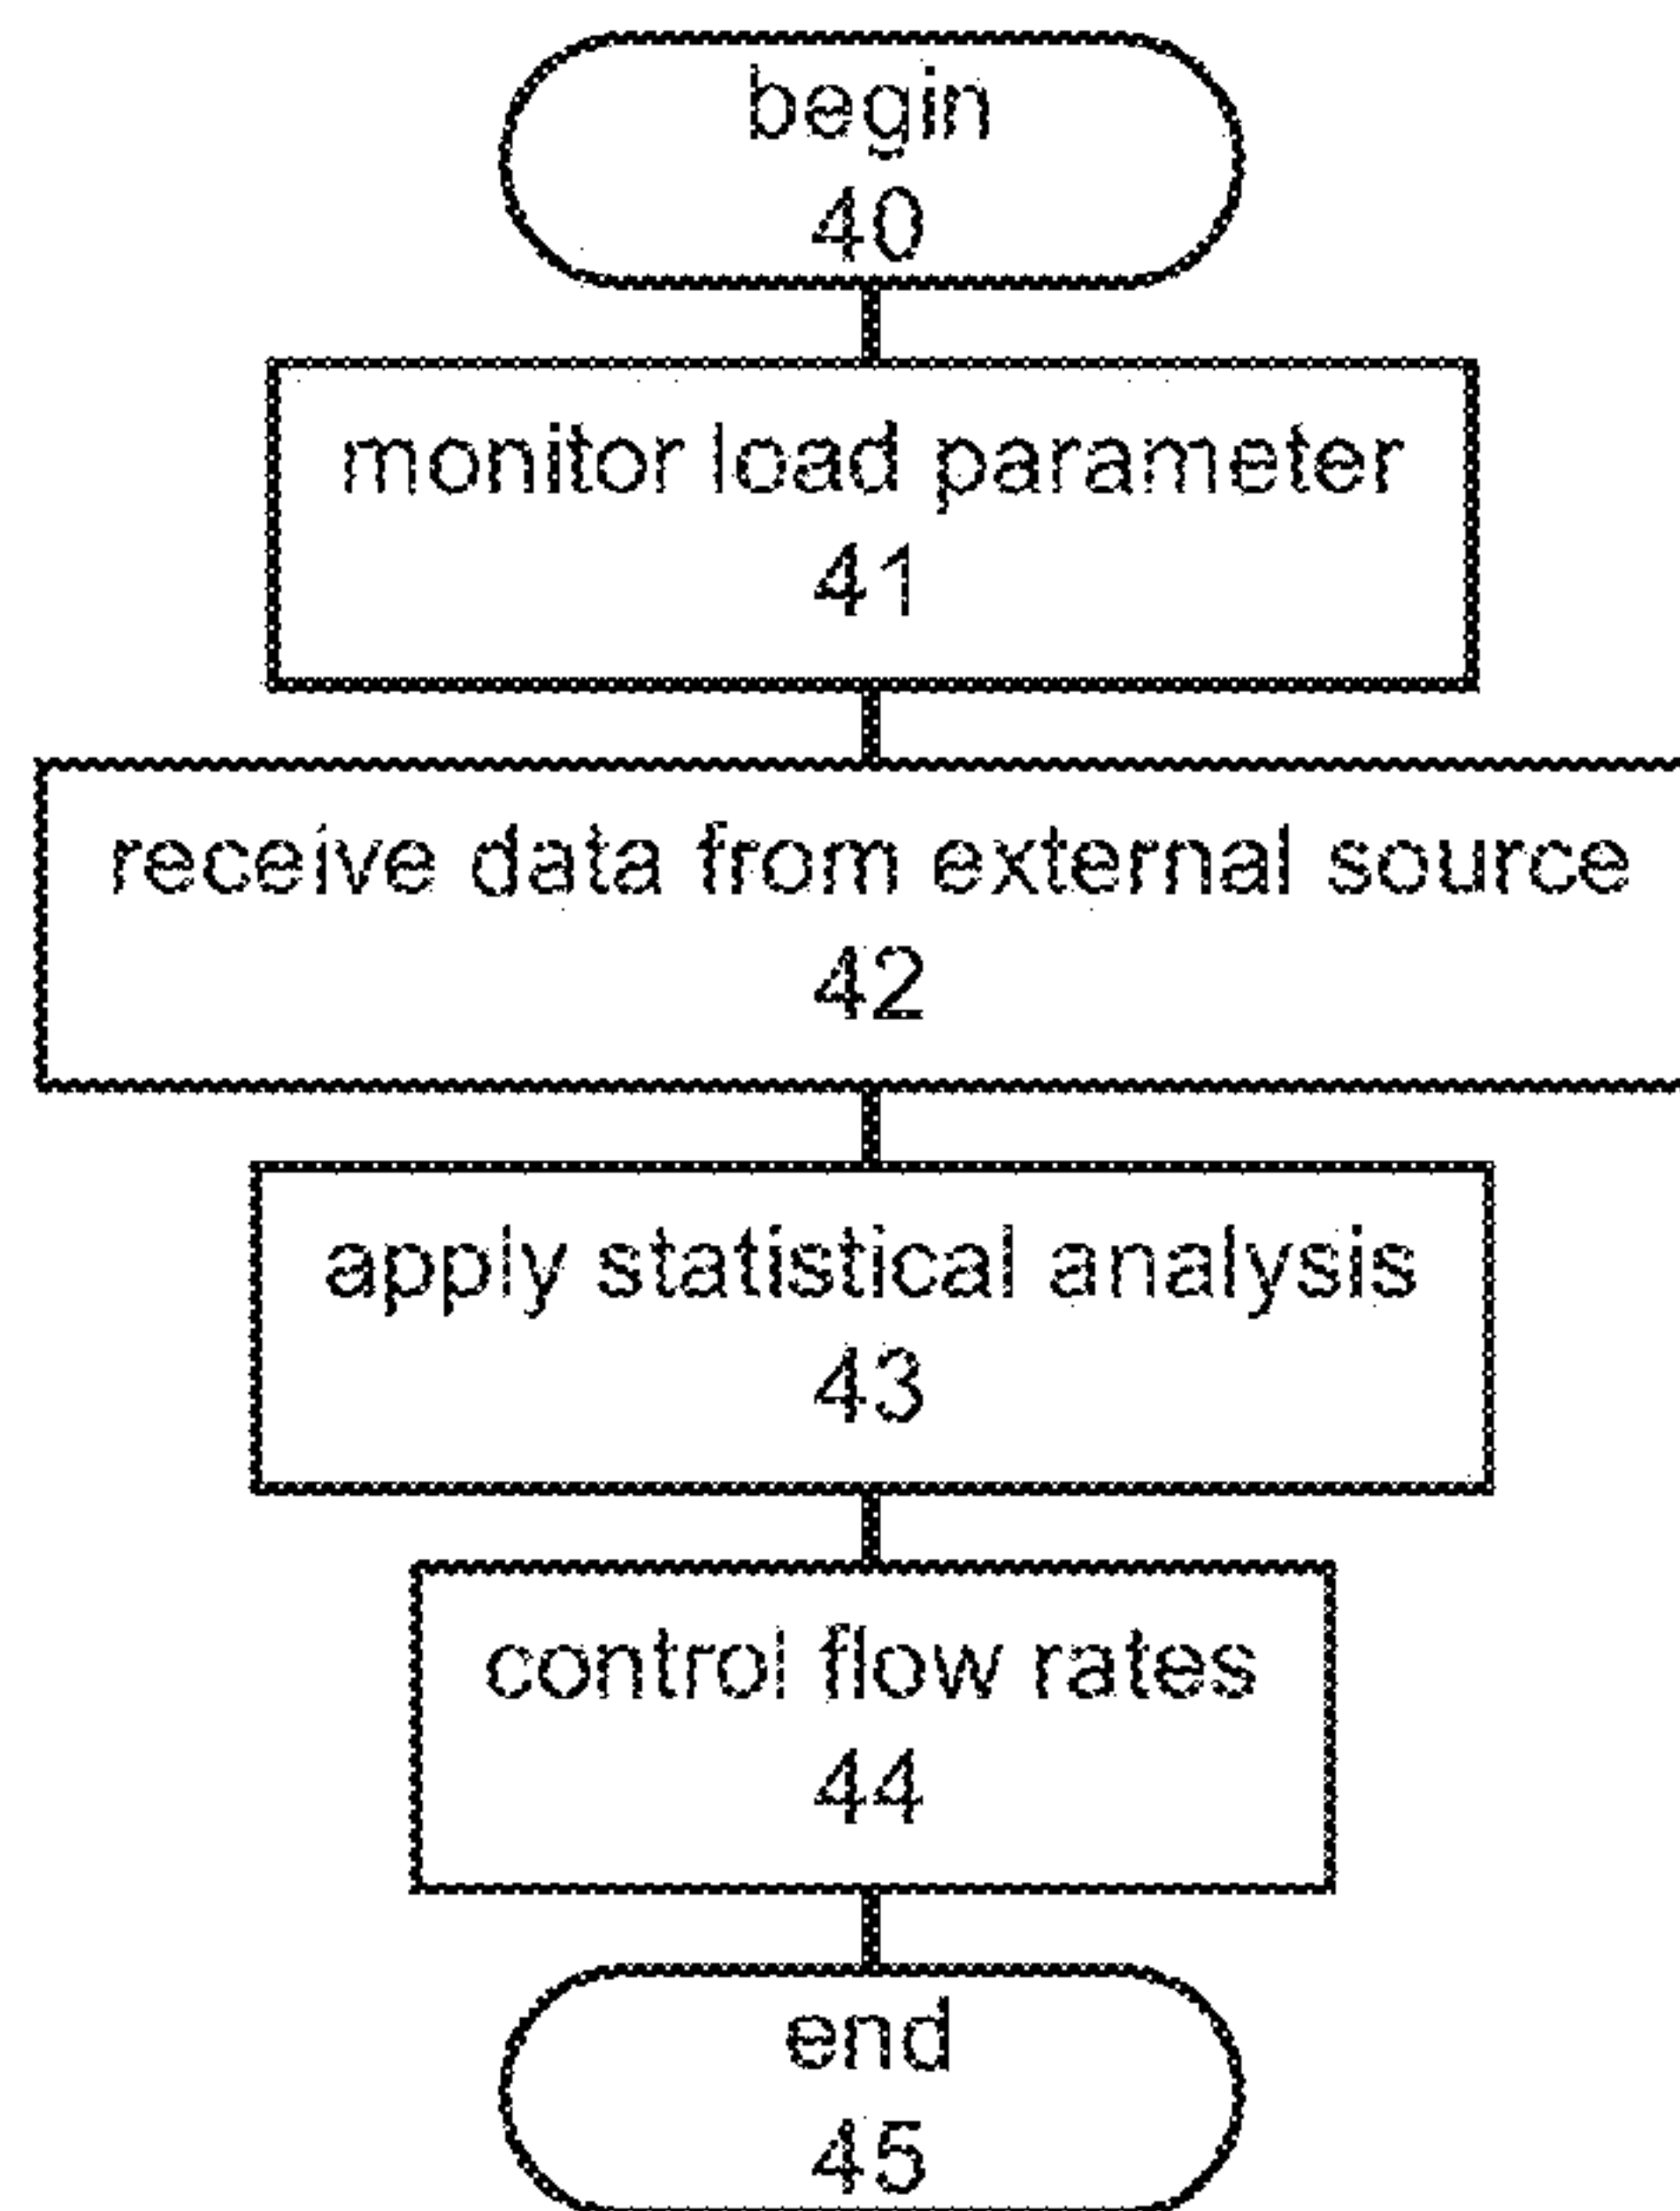 begin
40
monitor load parameter
41
receive data from external source
42
apply statistical analysis
43
control flow rates
44
end
45